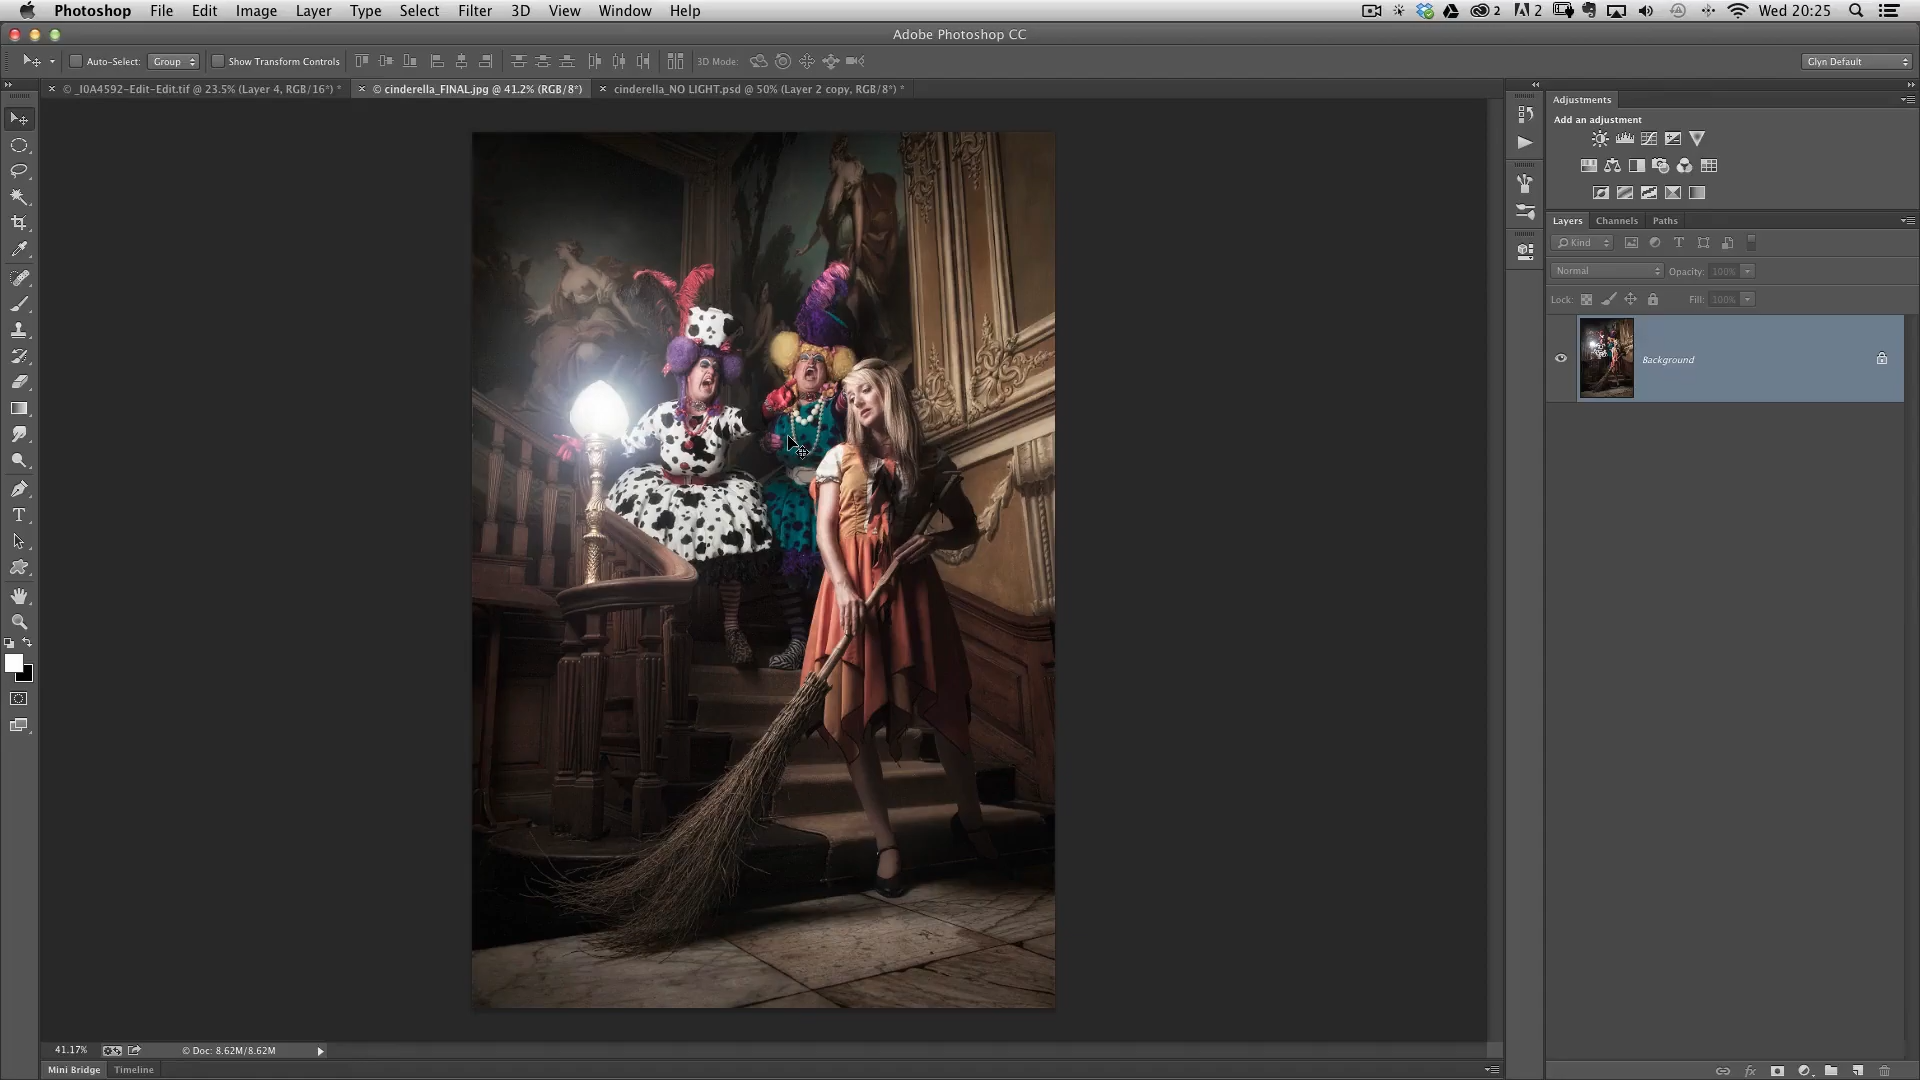 Photoshop File Edit Image Layer Type Select Filter 3D View Window Help 2 2 Wed 20:25
Adobe Photoshop CC
Auto-Select: Group Show Transform Controls 3D Mode: Glyn Default
© _I0A4592-Edit-Edit.tif @ 23.5% (Layer 4, RGB/16*) * © cinderella_FINAL.jpg @ 41.2% (RGB/8*) cinderella_NO LIGHT.psd @ 50% (Layer 2 copy, RGB/8*) *
Adjustments
Add an adjustment
Layers Channels Paths
Kind
Normal Opacity: 100%
Lock: Fill: 100%
Background
41.17% © Doc: 8.62M/8.62M
Mini Bridge Timeline